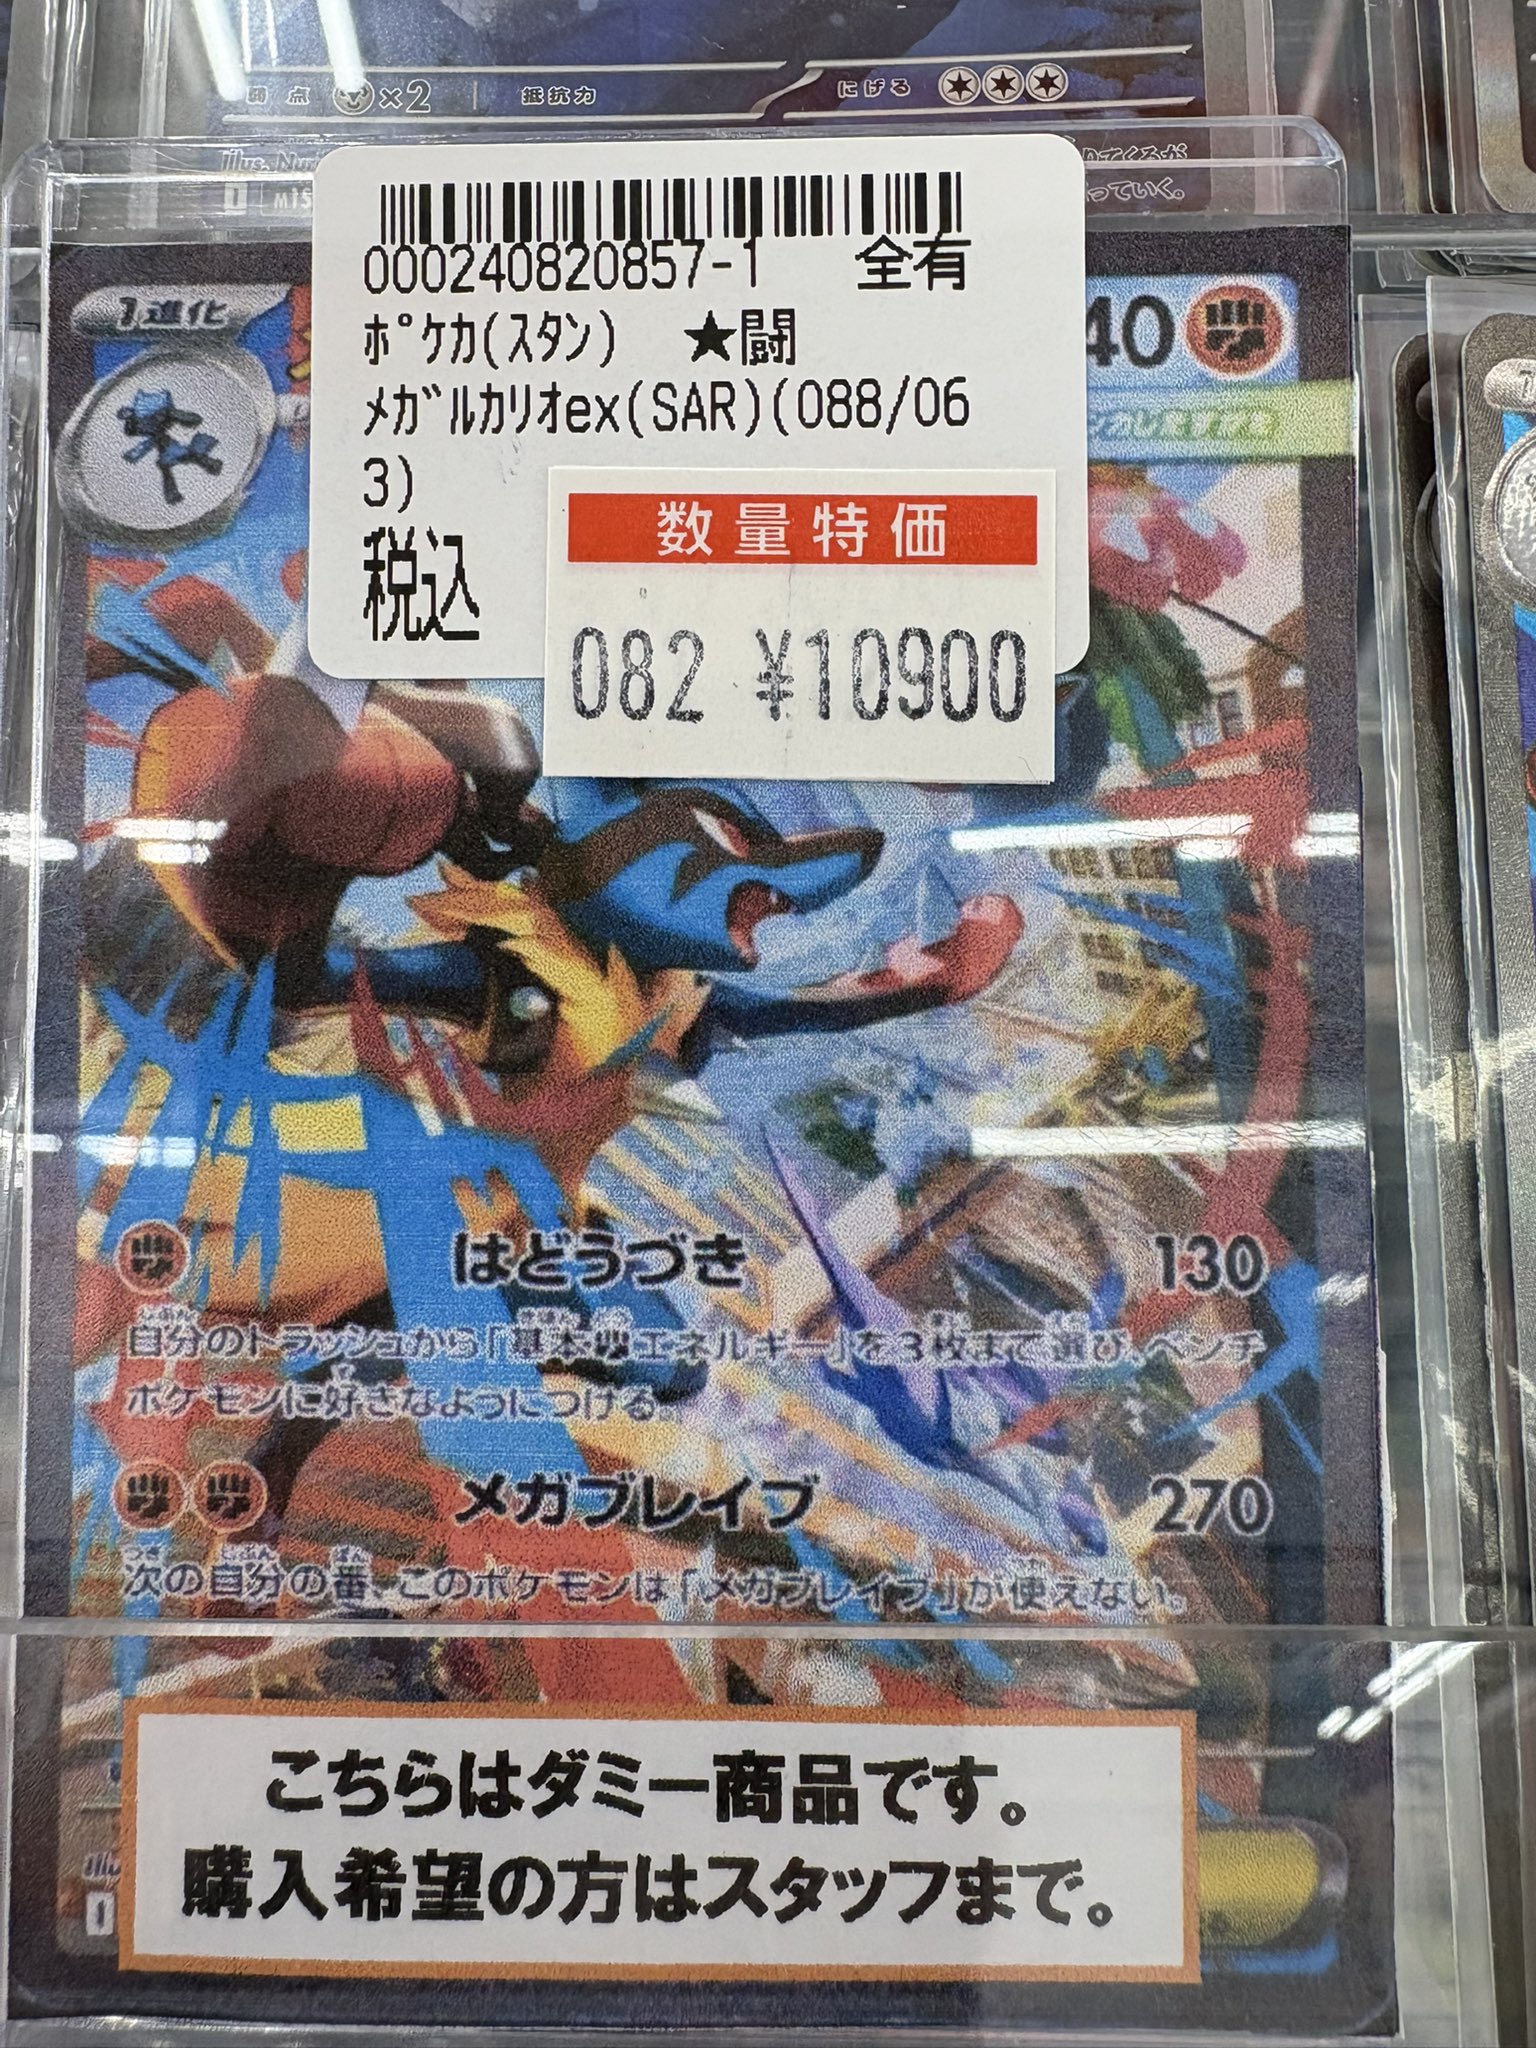 弱点 ×2 抵抗力 にげる
Illus.
000240820857-1 全有
ﾎﾟｹｶ(ｽﾀﾝ) ★闘
ﾒｶﾞﾙｶﾘｵex(SAR)(088/06
3)
税込
数量特価
082 ¥10900
1進化
40
はどうづき 130
自分のトラッシュから「基本闘エネルギー」を3枚まで選び、ベンチ
ポケモンに好きなようにつける。
メガブレイブ 270
次の自分の番、このポケモンは「メガブレイブ」が使えない。
こちらはダミー商品です。
購入希望の方はスタッフまで。